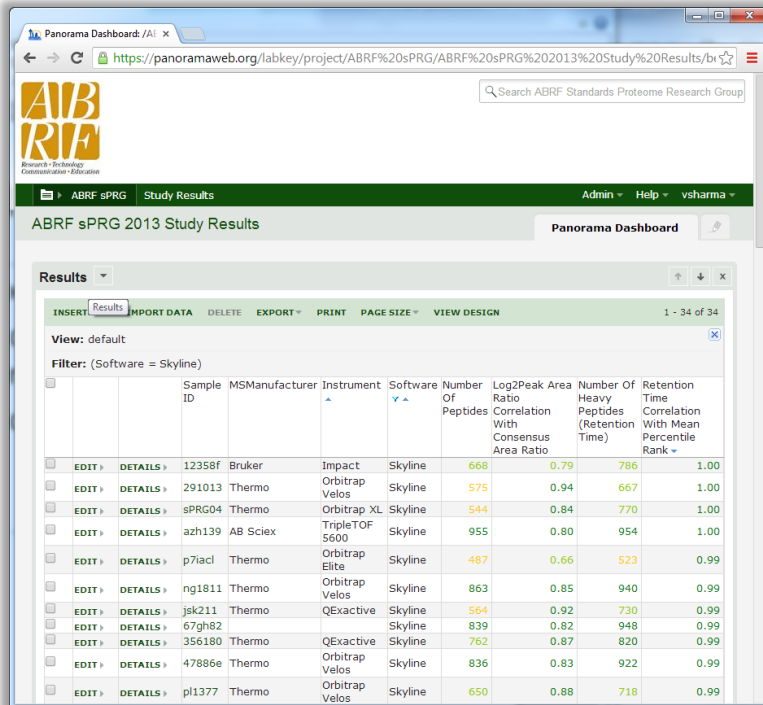 Panorama Dashboard: /AE
https://panoramaweb.org/labkey/project/ABRF%20sPRG/ABRF%20sPRG%202013%20Study%20Results/be
AB
RF
Research • Technology
Communication • Education
Search ABRF Standards Proteome Research Group
ABRF sPRG Study Results Admin Help vsharma
ABRF sPRG 2013 Study Results Panorama Dashboard
Results
INSERT IMPORT DATA DELETE EXPORT PRINT PAGE SIZE VIEW DESIGN 1 - 34 of 34
Results
View: default
Filter: (Software = Skyline)
Sample MSManufacturer Instrument Software Number Log2Peak Area Number Of Retention
ID Of Ratio Heavy Time
Peptides Correlation Peptides Correlation
With (Retention With Mean
Consensus Time) Percentile
Area Ratio Rank
EDIT DETAILS 12358f Bruker Impact Skyline 668 0.79 786 1.00
EDIT DETAILS 291013 Thermo Orbitrap Velos Skyline 575 0.94 667 1.00
EDIT DETAILS sPRG04 Thermo Orbitrap XL Skyline 544 0.84 770 1.00
EDIT DETAILS azh139 AB Sciex TripleTOF 5600 Skyline 955 0.80 954 1.00
EDIT DETAILS p7iacl Thermo Orbitrap Elite Skyline 487 0.66 523 0.99
EDIT DETAILS ng1811 Thermo Orbitrap Velos Skyline 863 0.85 940 0.99
EDIT DETAILS jsk211 Thermo QExactive Skyline 564 0.92 730 0.99
EDIT DETAILS 67gh82 Skyline 839 0.82 948 0.99
EDIT DETAILS 356180 Thermo QExactive Skyline 762 0.87 820 0.99
EDIT DETAILS 47886e Thermo Orbitrap Velos Skyline 836 0.83 922 0.99
EDIT DETAILS pl1377 Thermo Orbitrap Velos Skyline 650 0.88 718 0.99